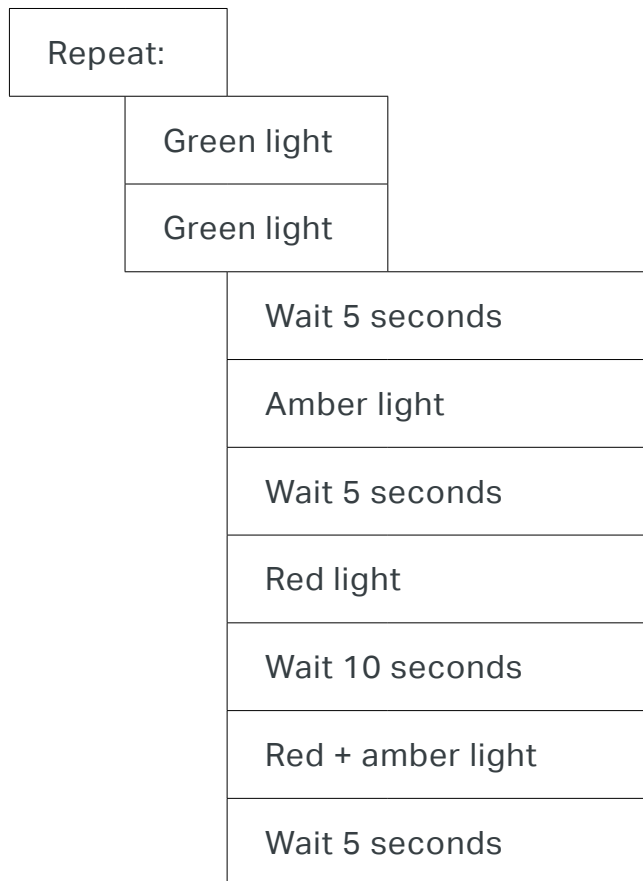 Repeat:
Green light
Green light
Wait 5 seconds
Amber light
Wait 5 seconds
Red light
Wait 10 seconds
Red + amber light
Wait 5 seconds